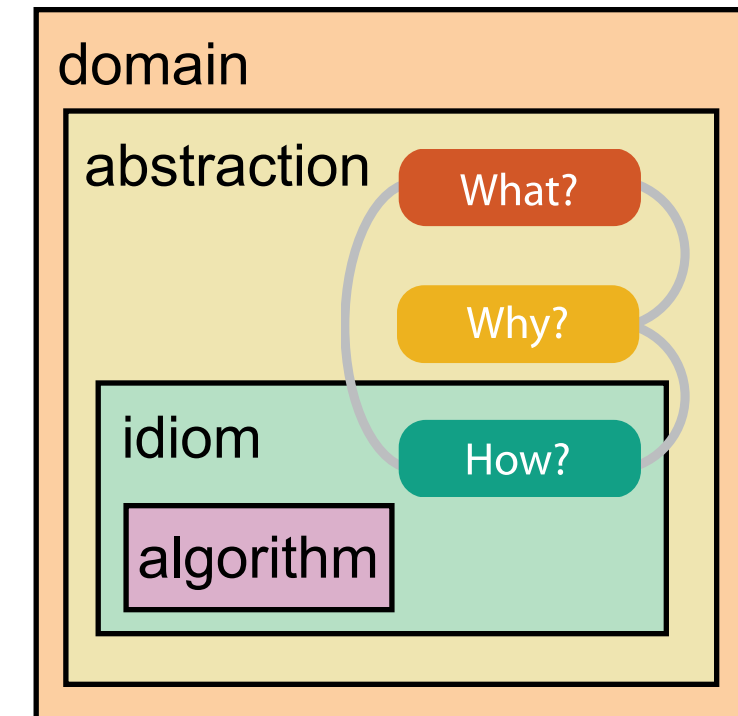 domain
abstraction
What?
Why?
idiom
How?
algorithm